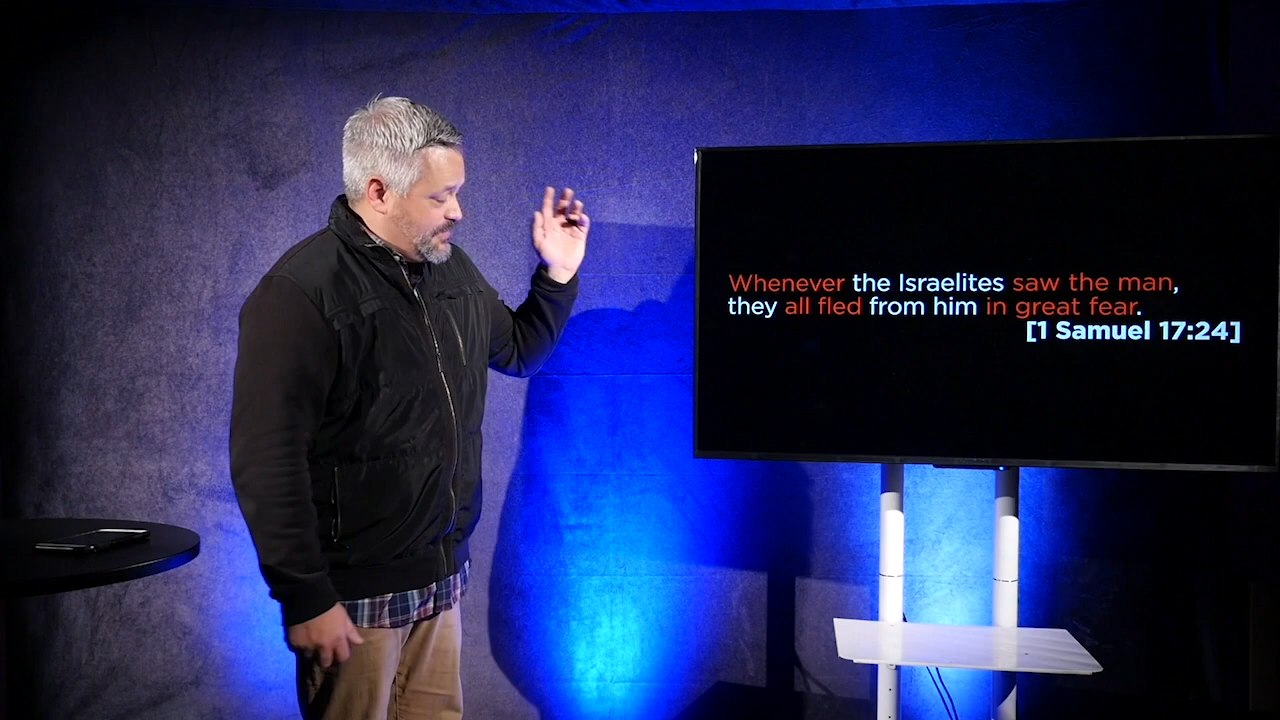 Whenever the Israelites saw the man,
they all fled from him in great fear.
[1 Samuel 17:24]